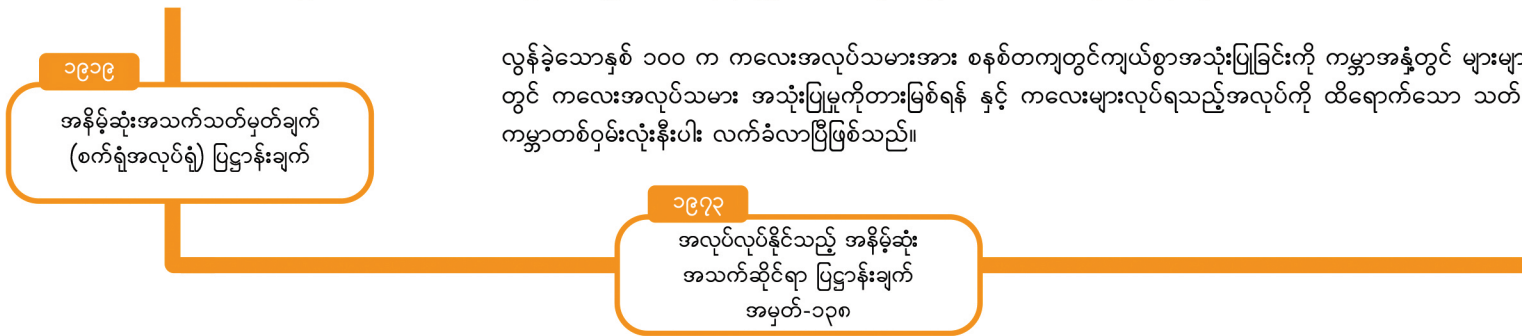 ၁၉၁၉
အနိမ့်ဆုံးအသက်သတ်မှတ်ချက်
(စက်ရုံအလုပ်ရုံ) ပြဋ္ဌာန်းချက်
လွန်ခဲ့သောနှစ် ၁၀၀ က ကလေးအလုပ်သမားအား စနစ်တကျတွင်ကျယ်စွာအသုံးပြုခြင်းကို ကမ္ဘာအနှံ့တွင်
တွင် ကလေးအလုပ်သမား အသုံးပြုမှုကိုတားမြစ်ရန် နှင့် ကလေးများလုပ်ရသည့်အလုပ်ကို ထိရောက်သော သတ်
ကမ္ဘာတစ်ဝှမ်းလုံးနီးပါး လက်ခံလာပြီဖြစ်သည်။
၁၉၇၃
အလုပ်လုပ်နိုင်သည့် အနိမ့်ဆုံး
အသက်ဆိုင်ရာ ပြဋ္ဌာန်းချက်
အမှတ်-၁၃၈